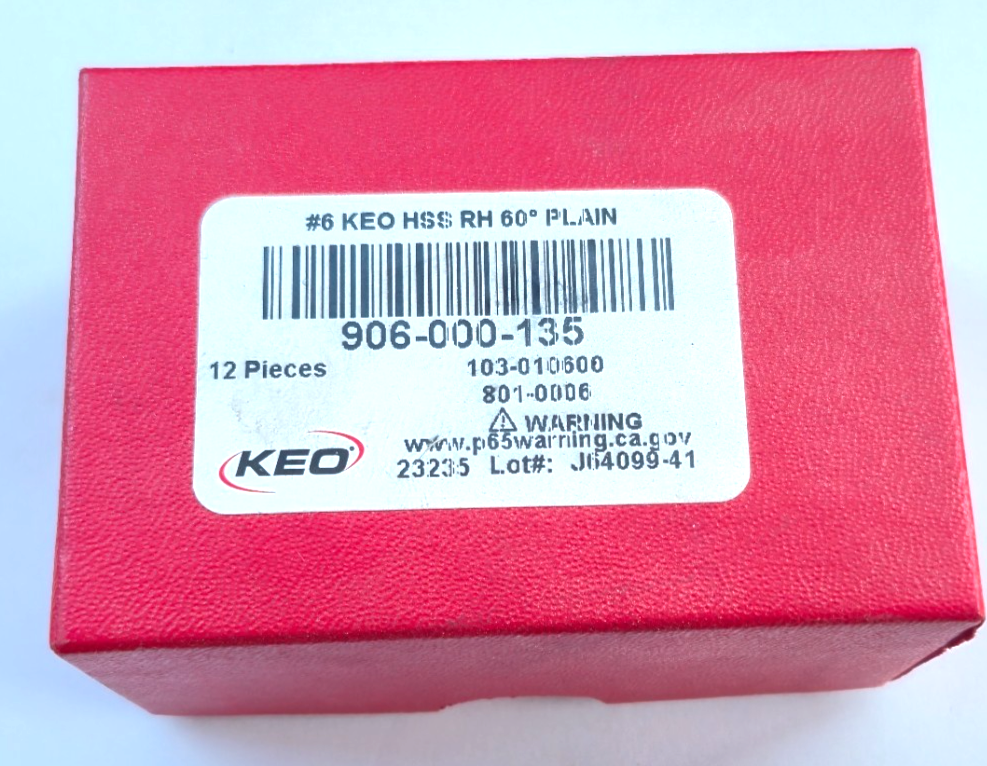 #6 KEO HSS RH 60° PLAIN
906-000-135
12 Pieces
103-010600
801-0006
⚠ WARNING
www.p65warning.ca.gov
23235 Lot#: J64099-41
KEO